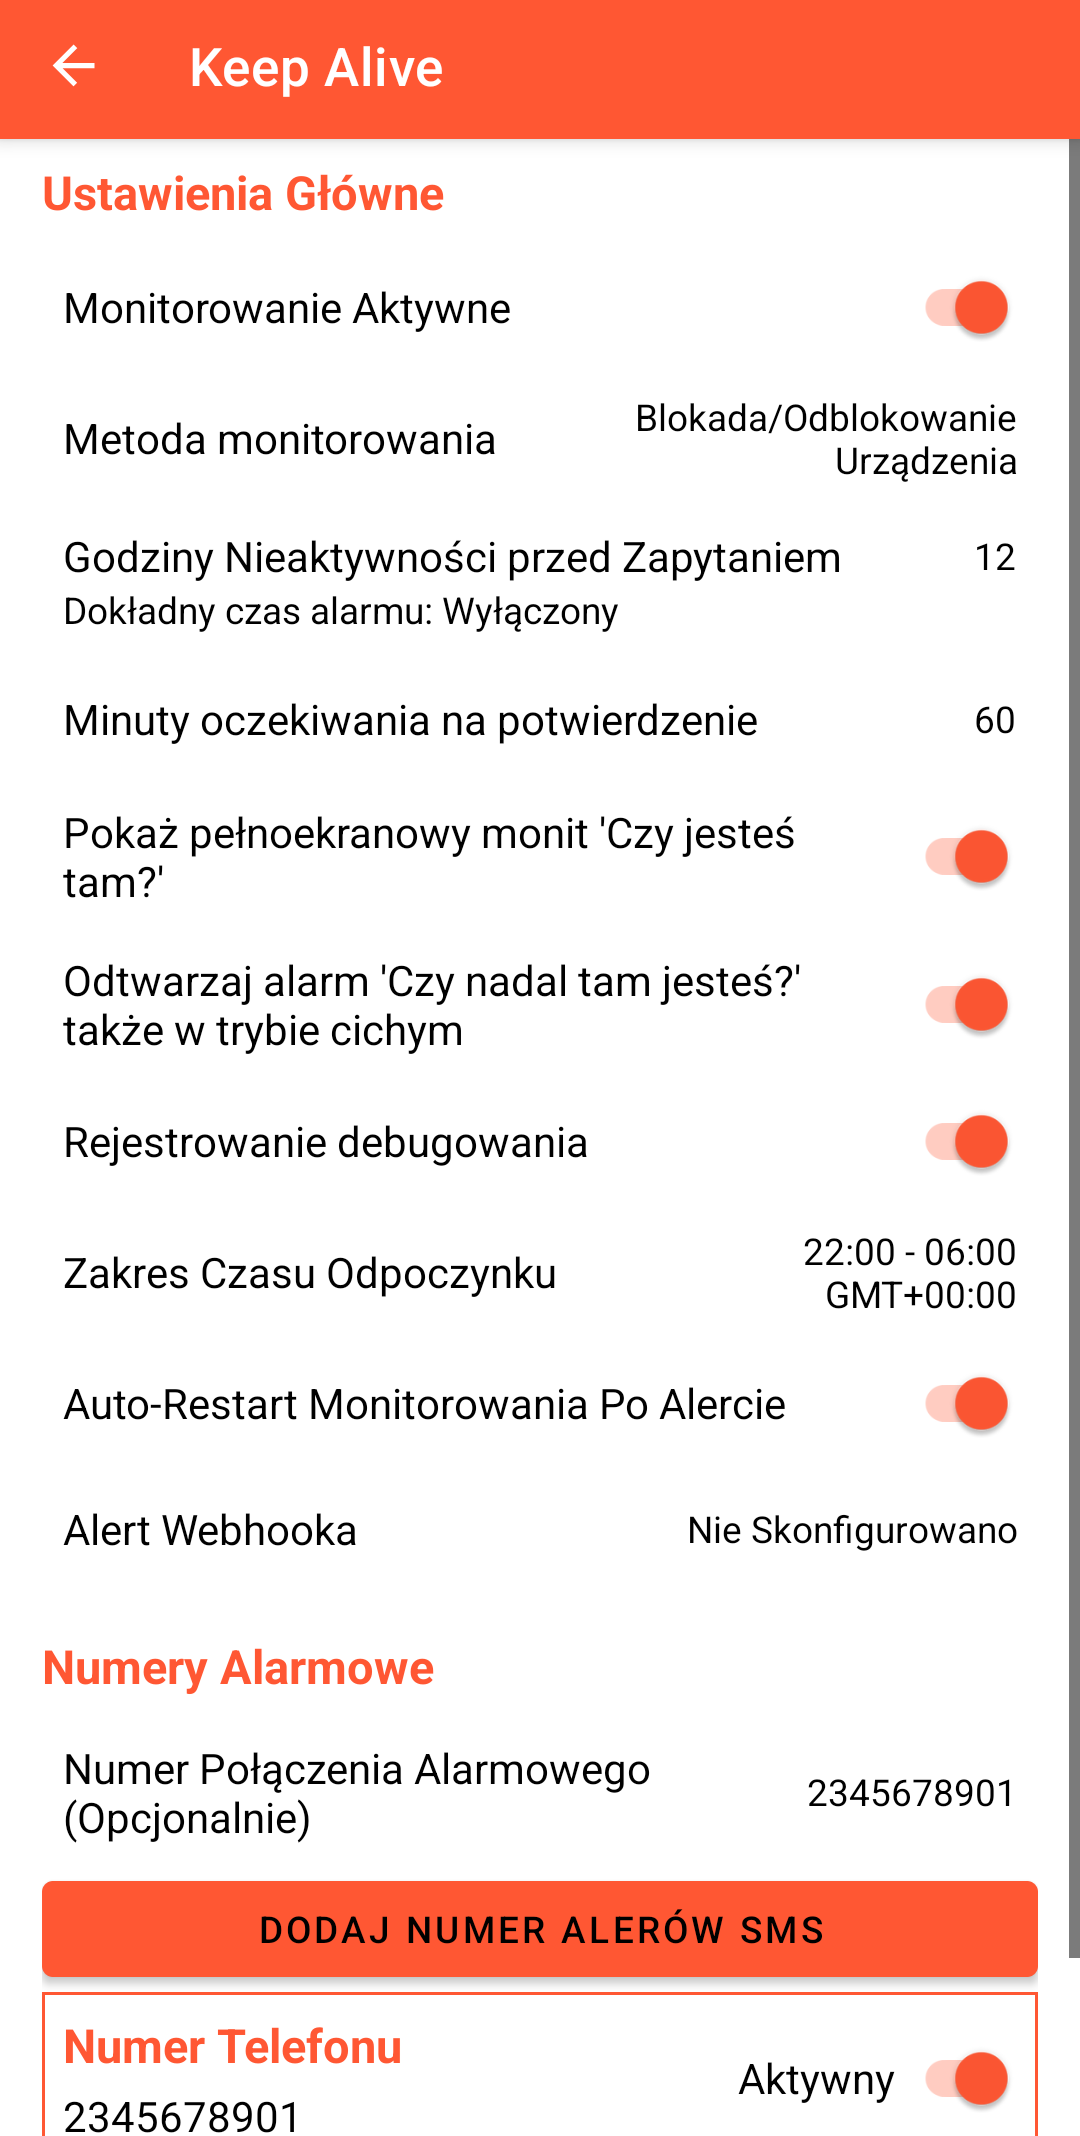 Keep Alive
Ustawienia Główne
Monitorowanie Aktywne
Metoda monitorowania
Blokada/Odblokowanie
Urządzenia
Godziny Nieaktywności przed Zapytaniem
12
Dokładny czas alarmu: Wyłączony
Minuty oczekiwania na potwierdzenie
60
Pokaż pełnoekranowy monit 'Czy jesteś
tam?'
Odtwarzaj alarm 'Czy nadal tam jesteś?'
także w trybie cichym
Rejestrowanie debugowania
Zakres Czasu Odpoczynku
22:00 - 06:00
GMT+00:00
Auto-Restart Monitorowania Po Alercie
Alert Webhooka
Nie Skonfigurowano
Numery Alarmowe
Numer Połączenia Alarmowego
(Opcjonalnie)
2345678901
DODAJ NUMER ALERÓW SMS
Numer Telefonu
2345678901
Aktywny